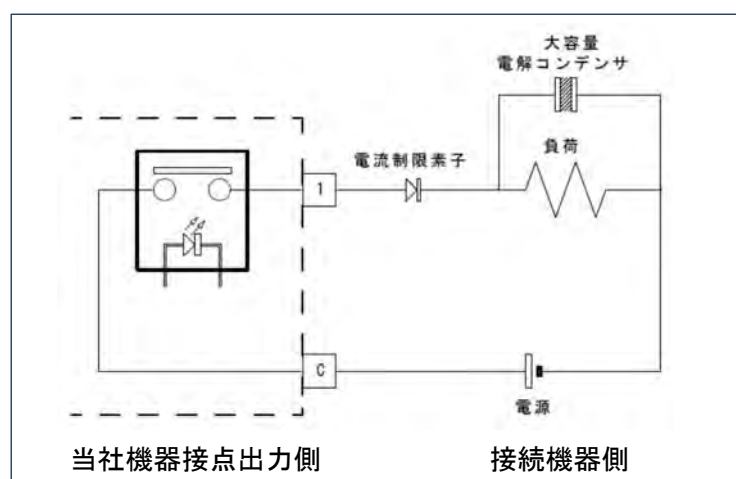 大容量
電解コンデンサ
電流制限素子
負荷
1
C
電源
当社機器接点出力側
接続機器側